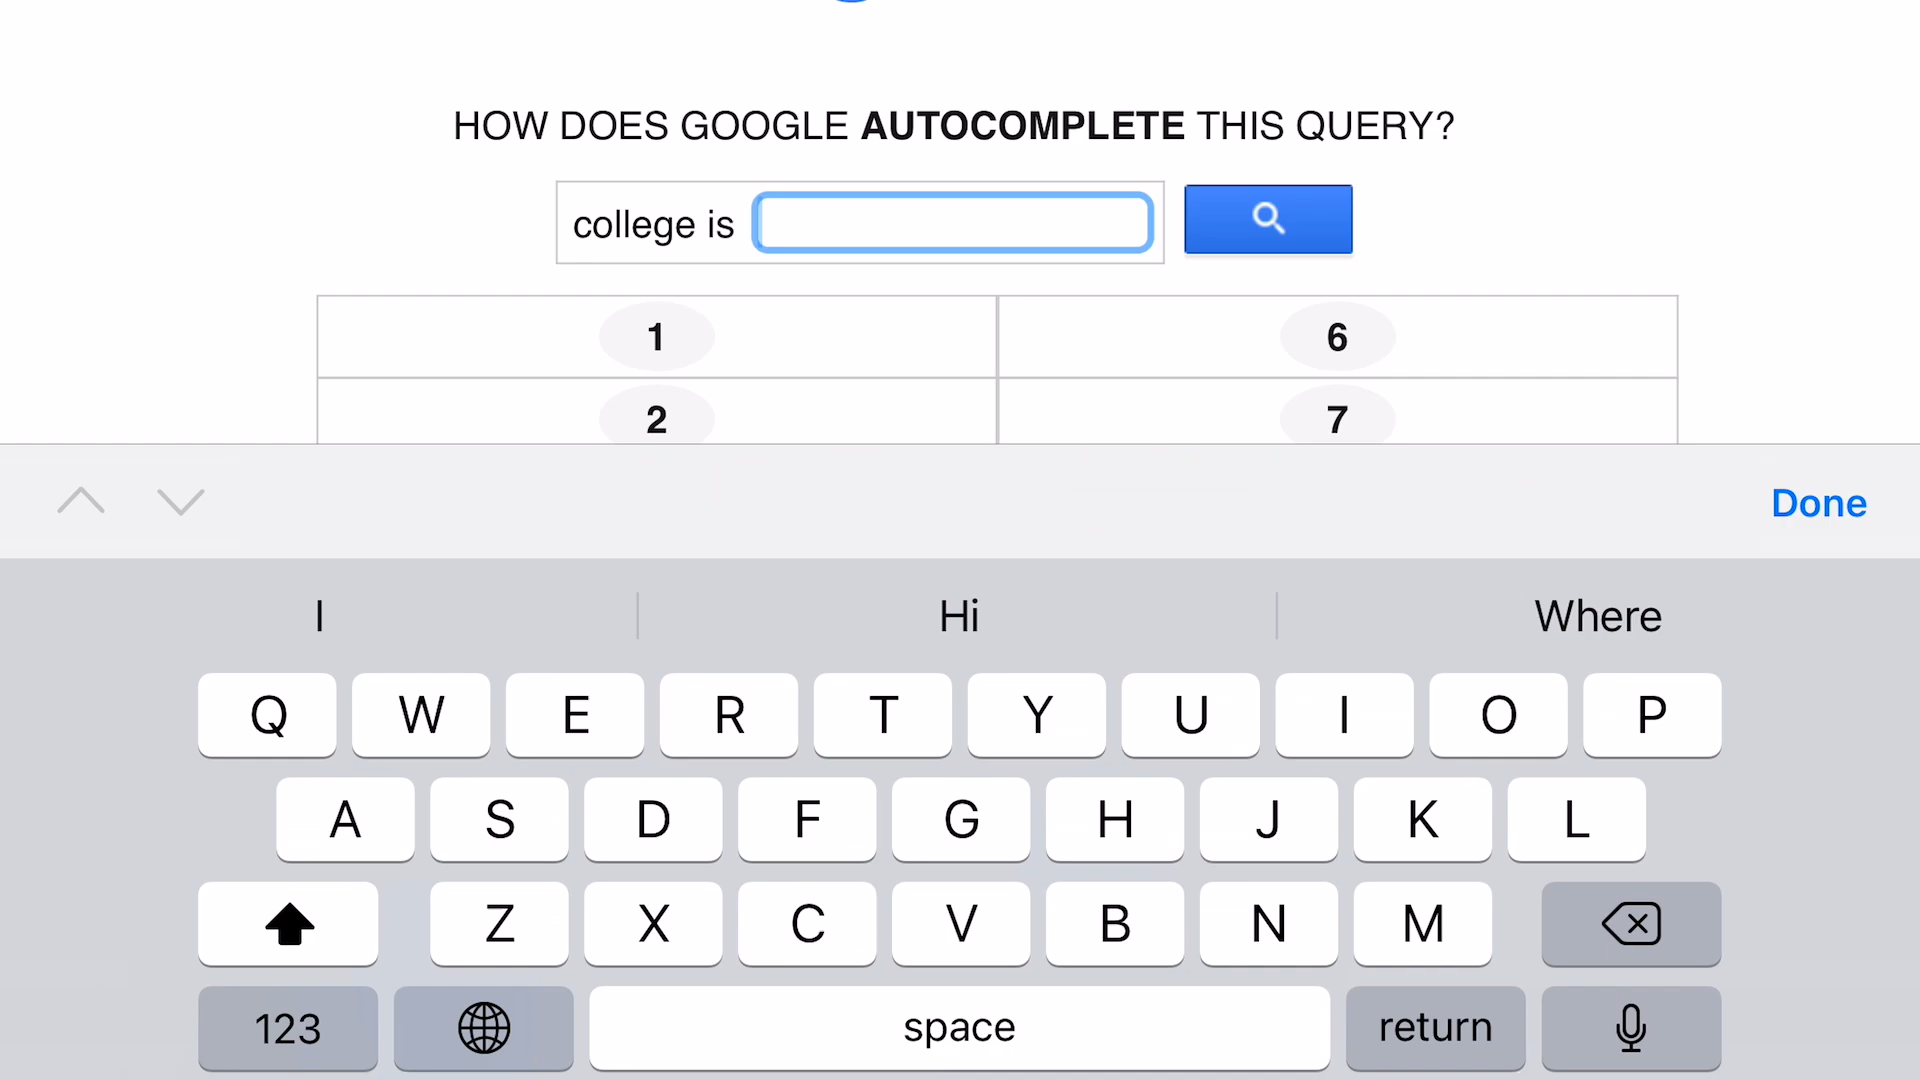 HOW DOES GOOGLE AUTOCOMPLETE THIS QUERY?
college is
1 6
2 7
Done
I Hi Where
Q W E R T Y U I O P
A S D F G H J K L
Z X C V B N M
123 space return